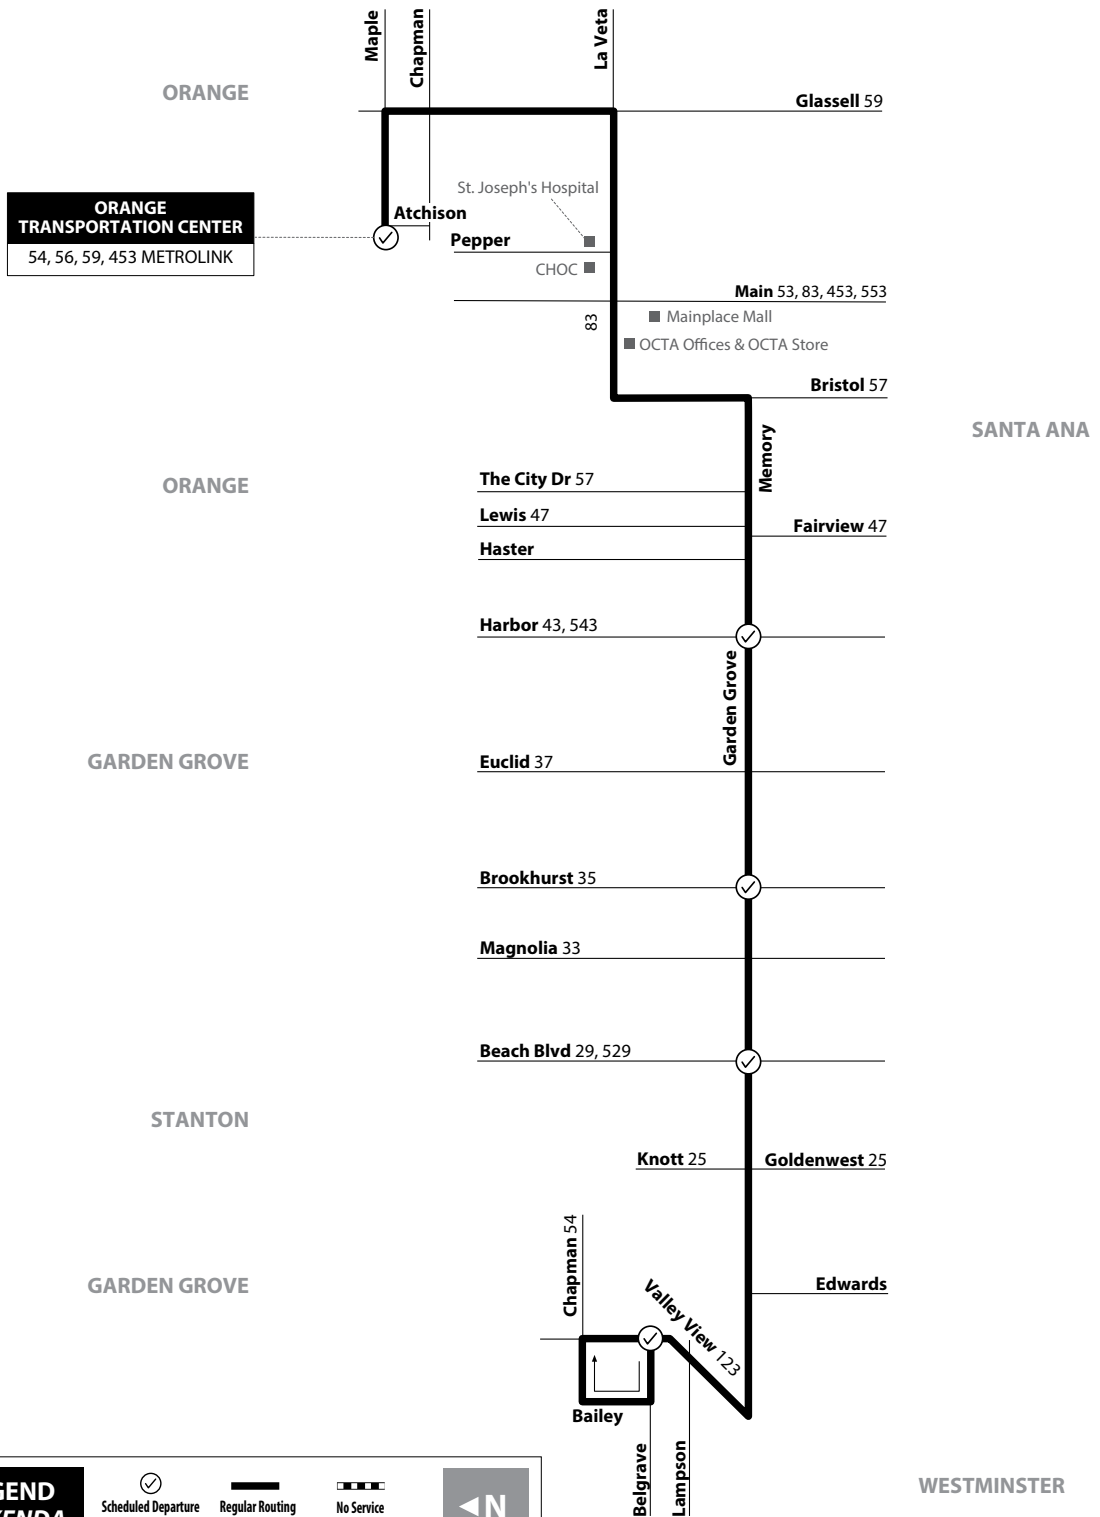 Maple
Chapman
La Veta
ORANGE
Glassell 59
St. Joseph's Hospital
ORANGE
TRANSPORTATION CENTER
54, 56, 59, 453 METROLINK
Atchison
Pepper
CHOC
Main 53, 83, 453, 553
83
Mainplace Mall
OCTA Offices & OCTA Store
Bristol 57
SANTA ANA
Memory
ORANGE
The City Dr 57
Lewis 47
Fairview 47
Haster
Harbor 43, 543
Garden Grove
GARDEN GROVE
Euclid 37
Brookhurst 35
Magnolia 33
Beach Blvd 29, 529
STANTON
Knott 25
Goldenwest 25
Chapman 54
GARDEN GROVE
Edwards
Valley View 123
Bailey
Belgrave
Lampson
WESTMINSTER
Scheduled Departure
Regular Routing
No Service
N